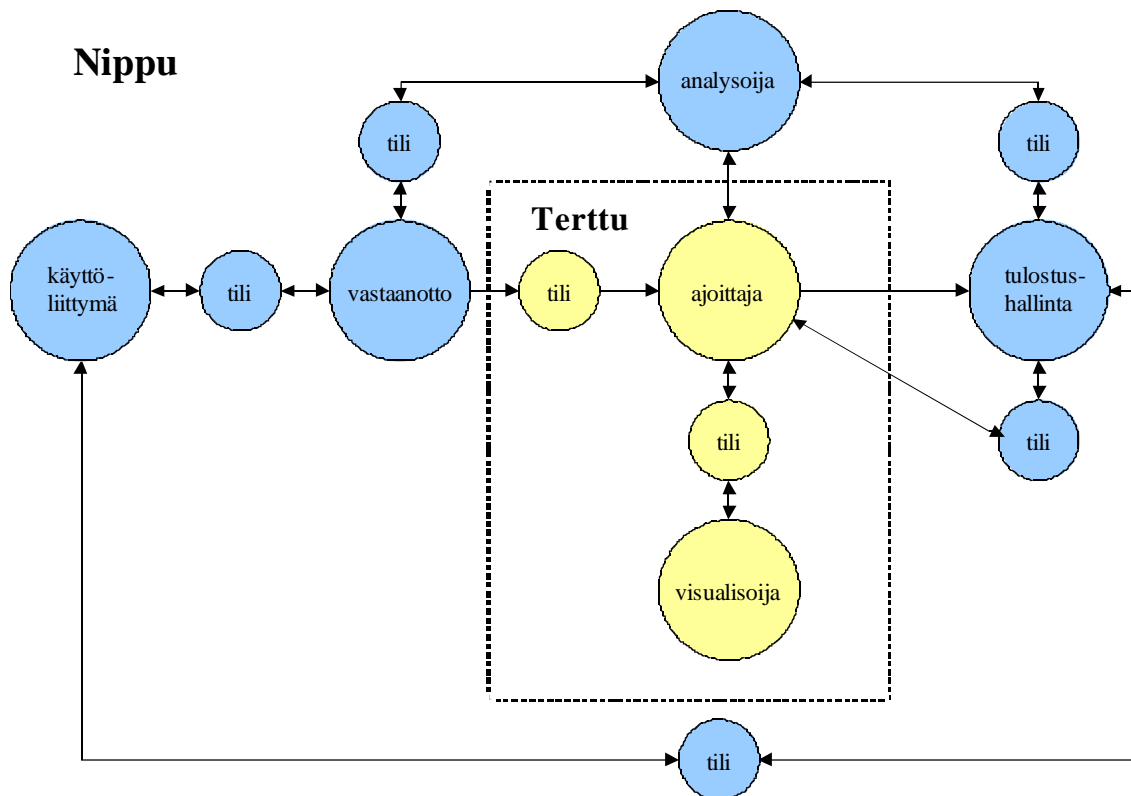 Nippu
analysoija
tili
tili
Terttu
käyttö-
liittymä
tili
vastaanotto
tili
ajoittaja
tulostus-
hallinta
tili
tili
visualisoija
tili